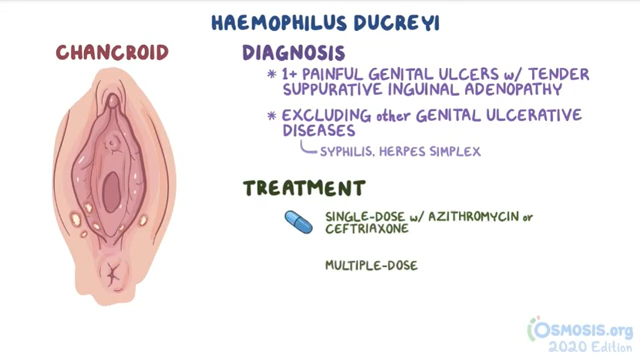 HAEMOPHILUS DUCREYI
CHANCROID
DIAGNOSIS
* 1+ PAINFUL GENITAL ULCERS w/ TENDER
SUPPURATIVE INGUINAL ADENOPATHY
* EXCLUDING other GENITAL ULCERATIVE
DISEASES
SYPHILIS, HERPES SIMPLEX
TREATMENT
SINGLE-DOSE w/ AZITHROMYCIN or
CEFTRIAXONE
MULTIPLE-DOSE
OSMOSIS.org
2020 Edition